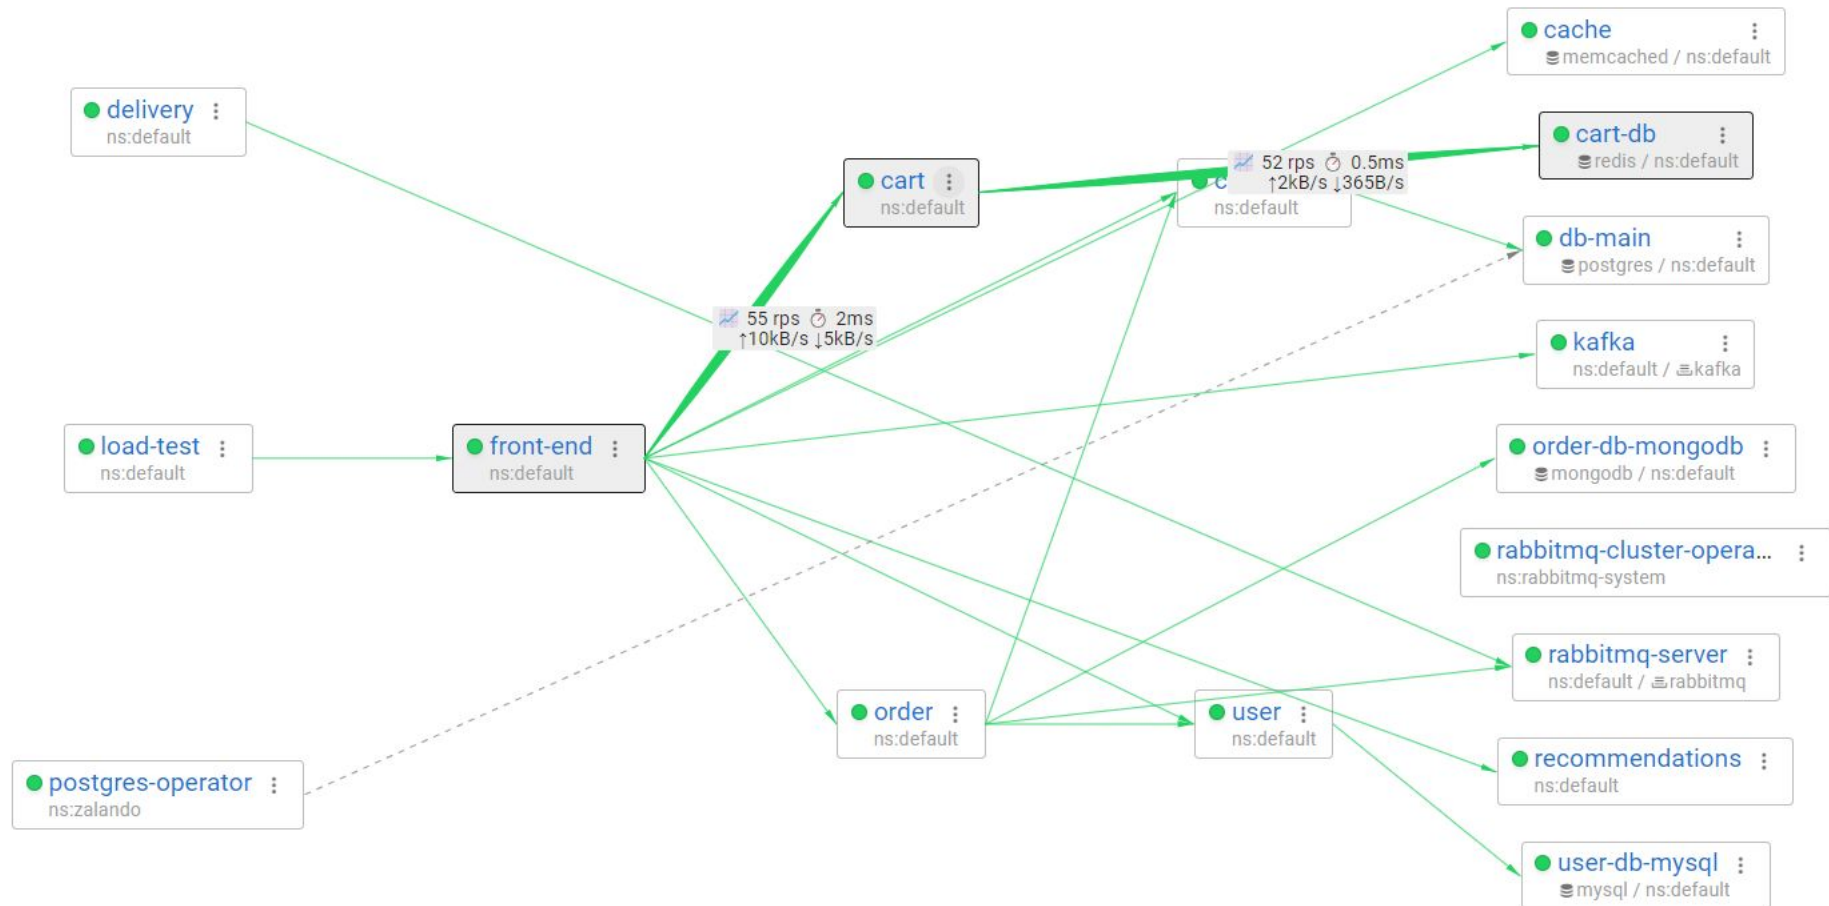 cache
memcached / ns:default
delivery
ns:default
cart-db
redis / ns:default
cart
ns:default
52 rps 0.5ms
↑2kB/s ↓365B/s
ns:default
db-main
postgres / ns:default
55 rps 2ms
↑10kB/s ↓5kB/s
kafka
ns:default / kafka
load-test
ns:default
front-end
ns:default
order-db-mongodb
mongodb / ns:default
rabbitmq-cluster-opera...
ns:rabbitmq-system
rabbitmq-server
ns:default / rabbitmq
order
ns:default
user
ns:default
recommendations
ns:default
postgres-operator
ns:zalando
user-db-mysql
mysql / ns:default